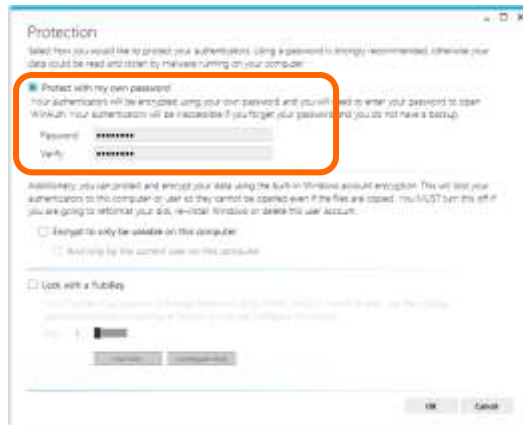 Protection
Select how you would like to protect your authenticators. Using a password is strongly recommended, otherwise your
data could be read and stolen by malware running on your computer.
Protect with my own password
Your authenticators will be encrypted using your own password and you will need to enter your password to open
WinAuth. Your authenticators will be inaccessible if you forget your password and you do not have a backup.
Password
Verify
Additionally, you can protect and encrypt your data using the built-in Windows account encryption. This will lock your
authenticators to this computer or user so they cannot be opened even if the files are copied. You MUST turn this off if
you are going to reformat your disk, re-install Windows or delete this user account.
Encrypt to only be useable on this computer
And only by the current user on this computer
Lock with a YubiKey
OK Cancel